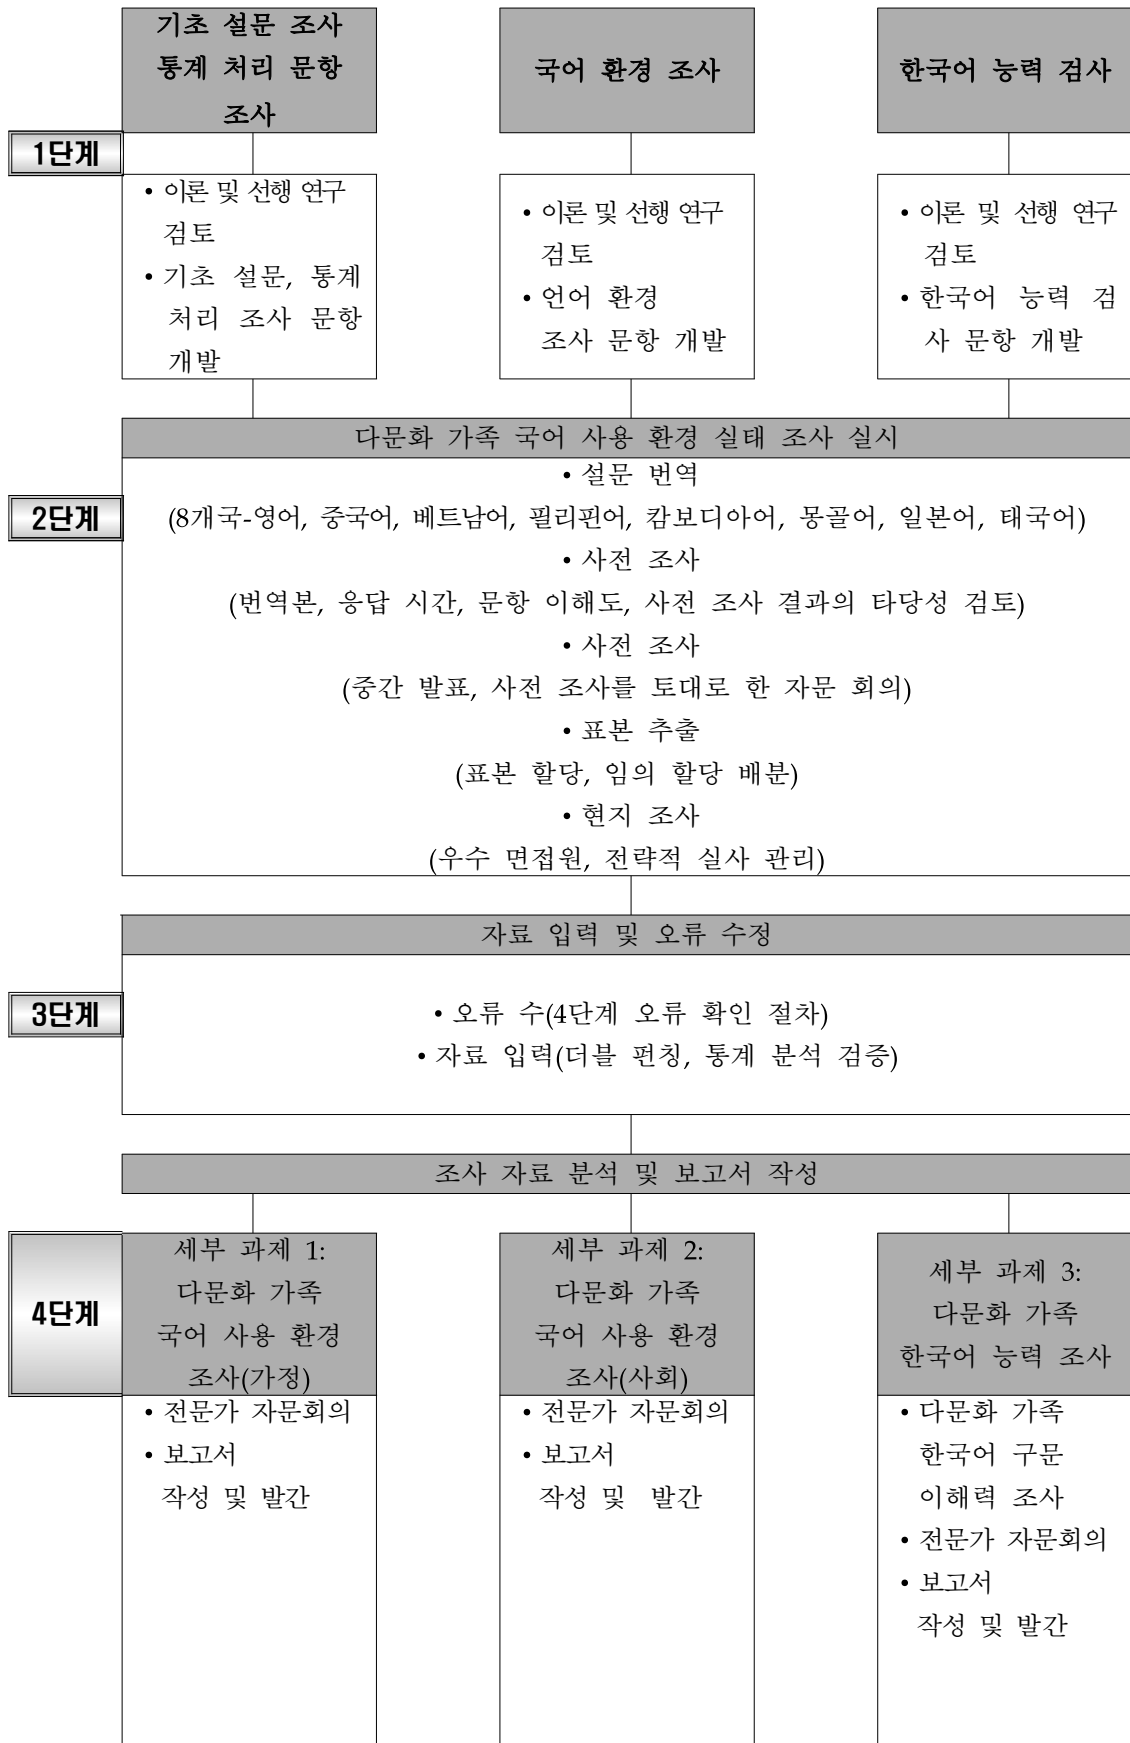 기초 설문 조사
통계 처리 문항
조사
국어 환경 조사
한국어 능력 검사
1단계
• 이론 및 선행 연구
검토
• 기초 설문, 통계
처리 조사 문항
개발
• 이론 및 선행 연구
검토
• 언어 환경
조사 문항 개발
• 이론 및 선행 연구
검토
• 한국어 능력 검
사 문항 개발
다문화 가족 국어 사용 환경 실태 조사 실시
2단계
• 설문 번역
(8개국-영어, 중국어, 베트남어, 필리핀어, 캄보디아어, 몽골어, 일본어, 태국어)
• 사전 조사
(번역본, 응답 시간, 문항 이해도, 사전 조사 결과의 타당성 검토)
• 사전 조사
(중간 발표, 사전 조사를 토대로 한 자문 회의)
• 표본 추출
(표본 할당, 임의 할당 배분)
• 현지 조사
(우수 면접원, 전략적 실사 관리)
자료 입력 및 오류 수정
3단계
• 오류 수(4단계 오류 확인 절차)
• 자료 입력(더블 펀칭, 통계 분석 검증)
조사 자료 분석 및 보고서 작성
4단계
세부 과제 1:
다문화 가족
국어 사용 환경
조사(가정)
• 전문가 자문회의
• 보고서
작성 및 발간
세부 과제 2:
다문화 가족
국어 사용 환경
조사(사회)
• 전문가 자문회의
• 보고서
작성 및 발간
세부 과제 3:
다문화 가족
한국어 능력 조사
• 다문화 가족
한국어 구문
이해력 조사
• 전문가 자문회의
• 보고서
작성 및 발간